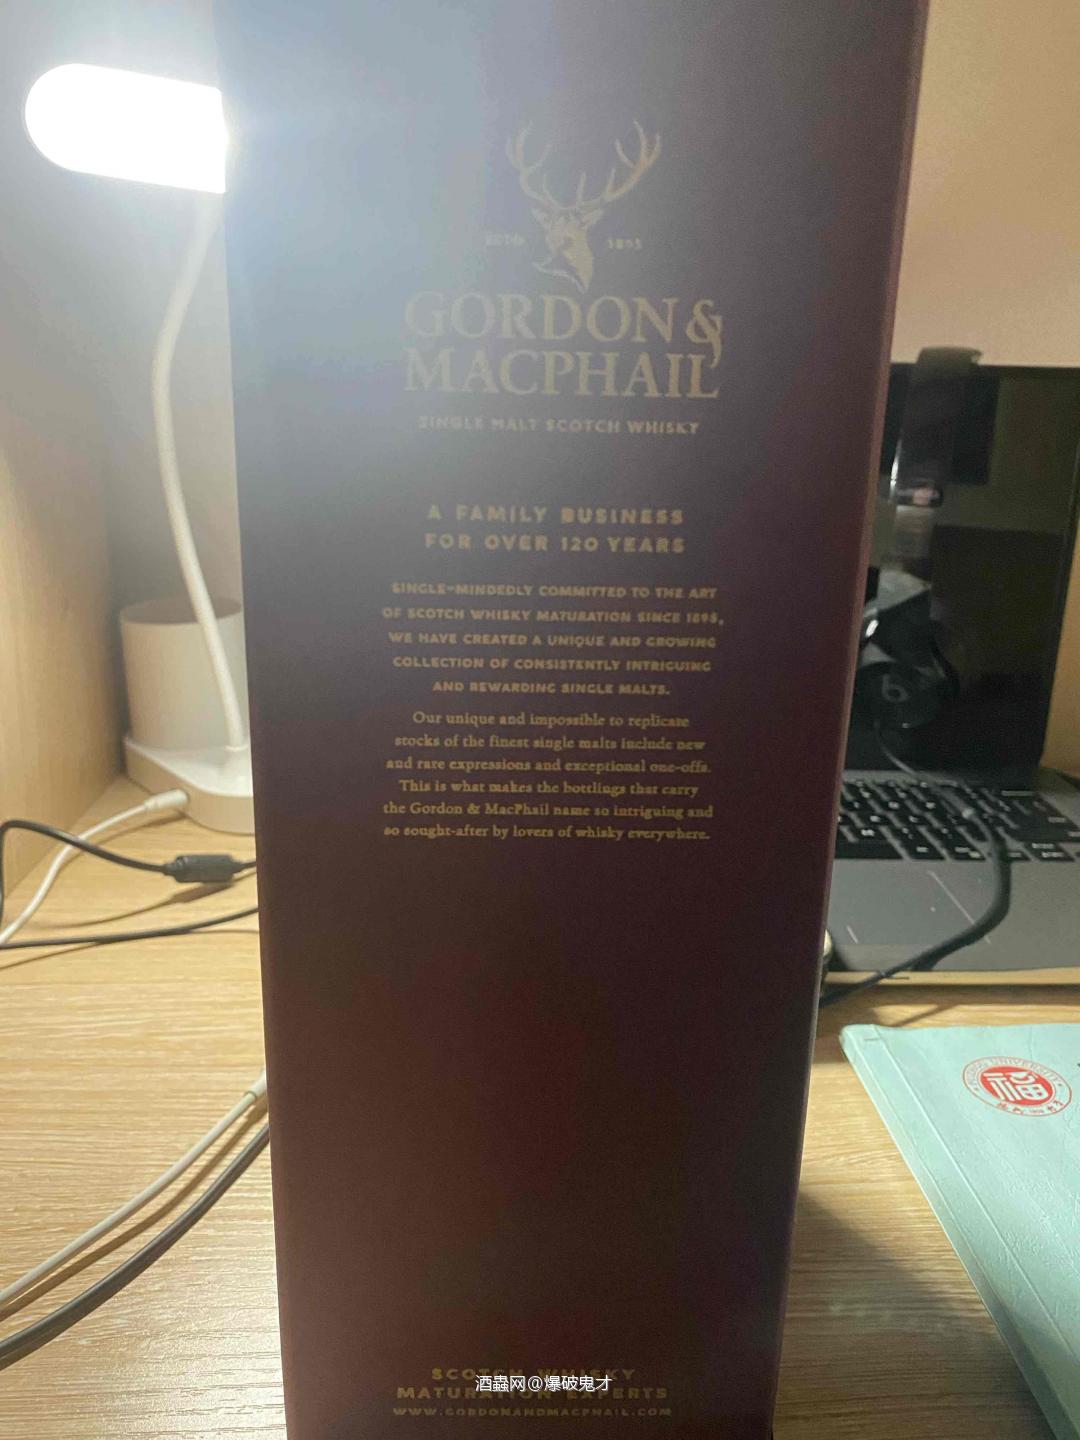 ESTD 1895
GORDON &
MACPHAIL
SINGLE MALT SCOTCH WHISKY
A FAMILY BUSINESS
FOR OVER 120 YEARS
SINGLE-MINDEDLY COMMITTED TO THE ART
OF SCOTCH WHISKY MATURATION SINCE 1895,
WE HAVE CREATED A UNIQUE AND GROWING
COLLECTION OF CONSISTENTLY INTRIGUING
AND REWARDING SINGLE MALTS.
Our unique and impossible to replicate
stocks of the finest single malts include new
and rare expressions and exceptional one-offs.
This is what makes the bottlings that carry
the Gordon & MacPhail name so intriguing and
so sought-after by lovers of whisky everywhere.
UNIVERSITY
福
SCOTCH WHISKY
酒蟲网@爆破鬼才
MATURATION EXPERTS
WWW.GORDONANDMACPHAIL.COM